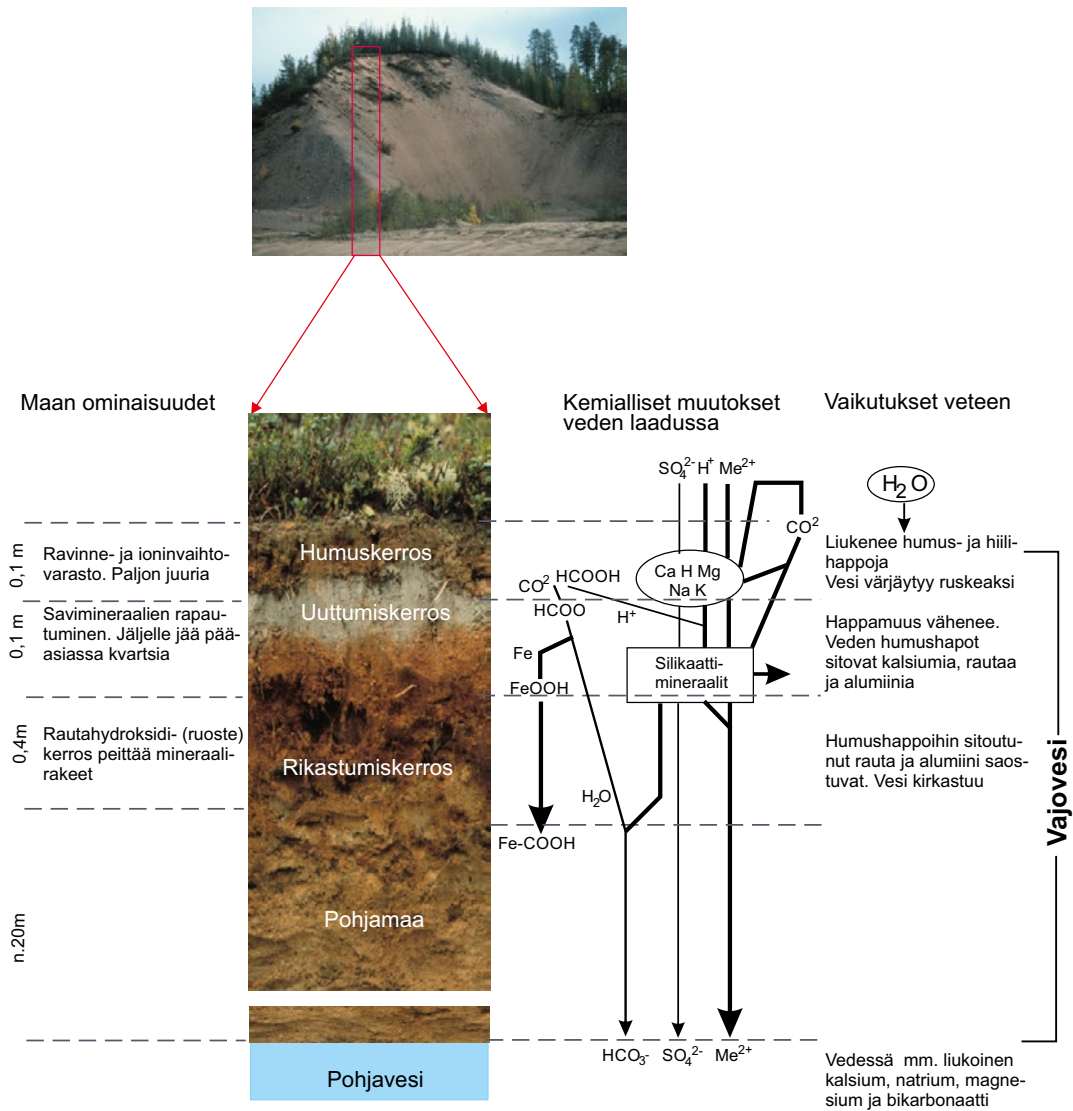 Maan ominaisuudet
Kemialliset muutokset
veden laadussa
Vaikutukset veteen
SO₄²⁻ H⁺ Me²⁺
H₂O
CO²
0,1 m
Ravinne- ja ioninvaihto-
varasto. Paljon juuria
Humuskerros
Ca H Mg
Na K
Liukenee humus- ja hiili-
happoja
Vesi värjäytyy ruskeaksi
CO² HCOOH
HCOO
H⁺
0,1 m
Savimineraalien rapau-
tuminen. Jäljelle jää pää-
asiassa kvartsia
Uuttumiskerros
Fe
FeOOH
Silikaatti-
mineraalit
Happamuus vähenee.
Veden humushapot
sitovat kalsiumia, rautaa
ja alumiinia
0,4m
Rautahydroksidi- (ruoste)
kerros peittää mineraali-
rakeet
Rikastumiskerros
H₂O
Fe-COOH
Humushappoihin sitoutu-
nut rauta ja alumiini saos-
tuvat. Vesi kirkastuu
Vajovesi
n.20m
Pohjamaa
HCO₃- SO₄²⁻ Me²⁺
Pohjavesi
Vedessä mm. liukoinen
kalsium, natrium, magne-
sium ja bikarbonaatti